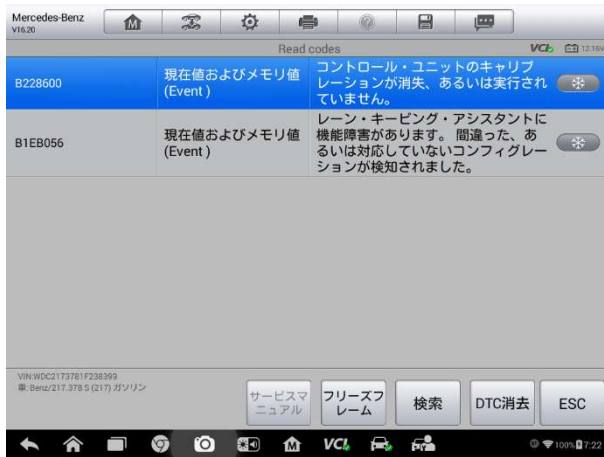 Mercedes-Benz
V16.20
Read codes
VCI
12.16V
B228600
現在値およびメモリ値
(Event )
コントロール・ユニットのキャリブ
レーションが消失、あるいは実行され
ていません。
B1EB056
現在値およびメモリ値
(Event )
レーン・キーピング・アシスタントに
機能障害があります。 間違った、あ
るいは対応していないコンフィグレー
ションが検知されました。
VIN:WDC2173781F238399
車: Benz/217.378 S (217) ガソリン
サービスマ
ニュアル
フリーズフ
レーム
検索
DTC消去
ESC
VCI
100%
7:22